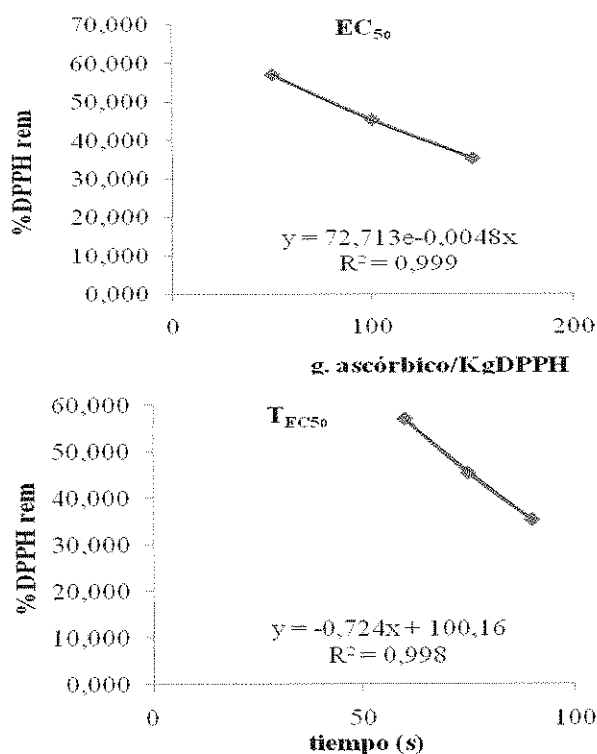 EC50
70,000
60,000
50,000
40,000
30,000
20,000
10,000
0,000
%DPPH rem
y = 72,713e-0,0048x
R² = 0,999
0 100 200
g. ascórbico/KgDPPH
TEC50
60,000
50,000
40,000
30,000
20,000
10,000
0,000
%DPPH rem
y = -0,724x + 100,16
R² = 0,998
0 50 100
tiempo (s)